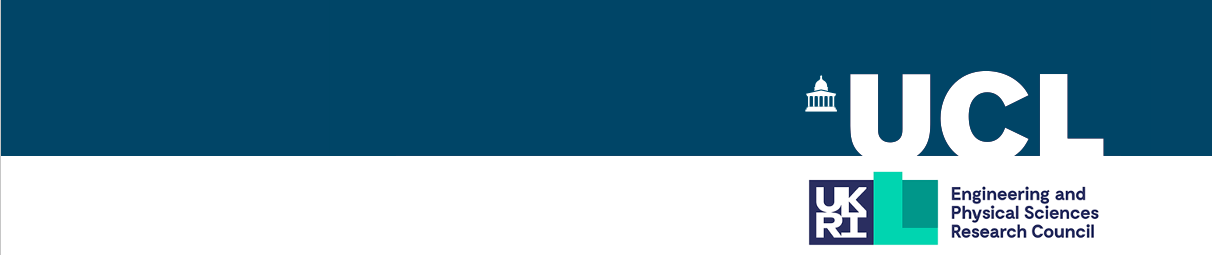 UCL
UK
RI
Engineering and
Physical Sciences
Research Council